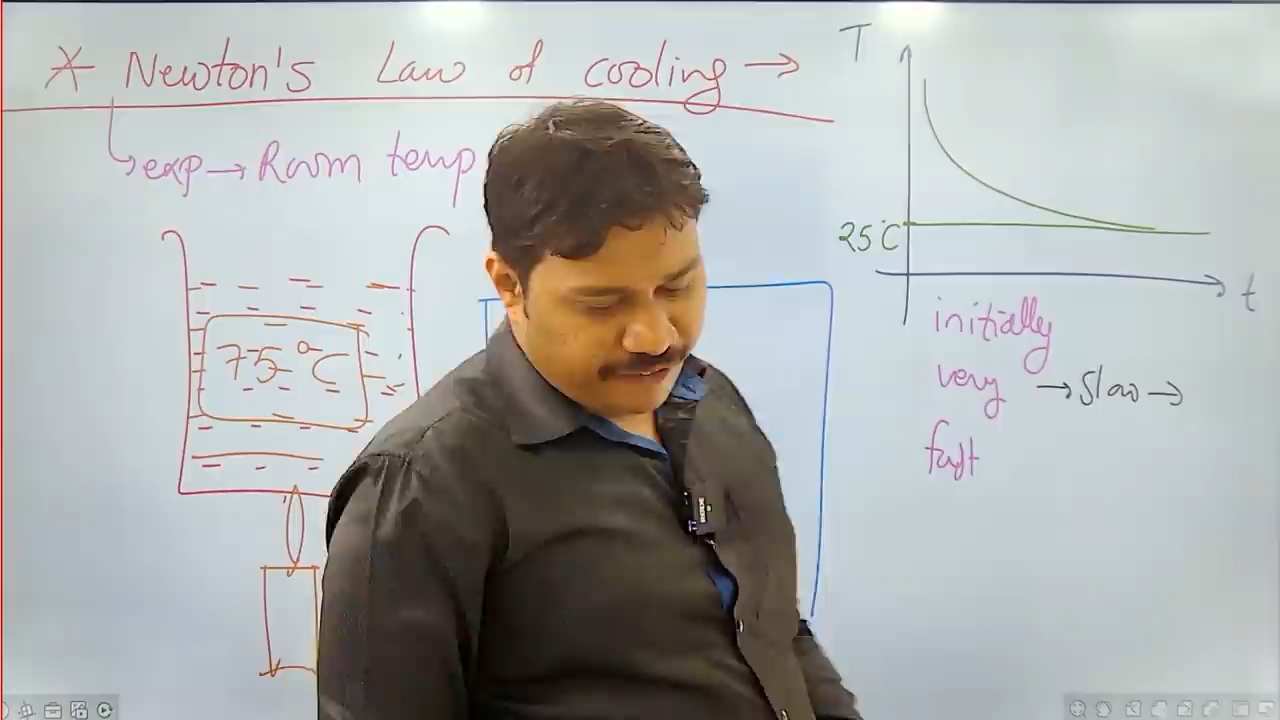 * Newton's Law of cooling →
exp → Room temp
75°C
T
25°C
t
initially
very → Slow →
fast